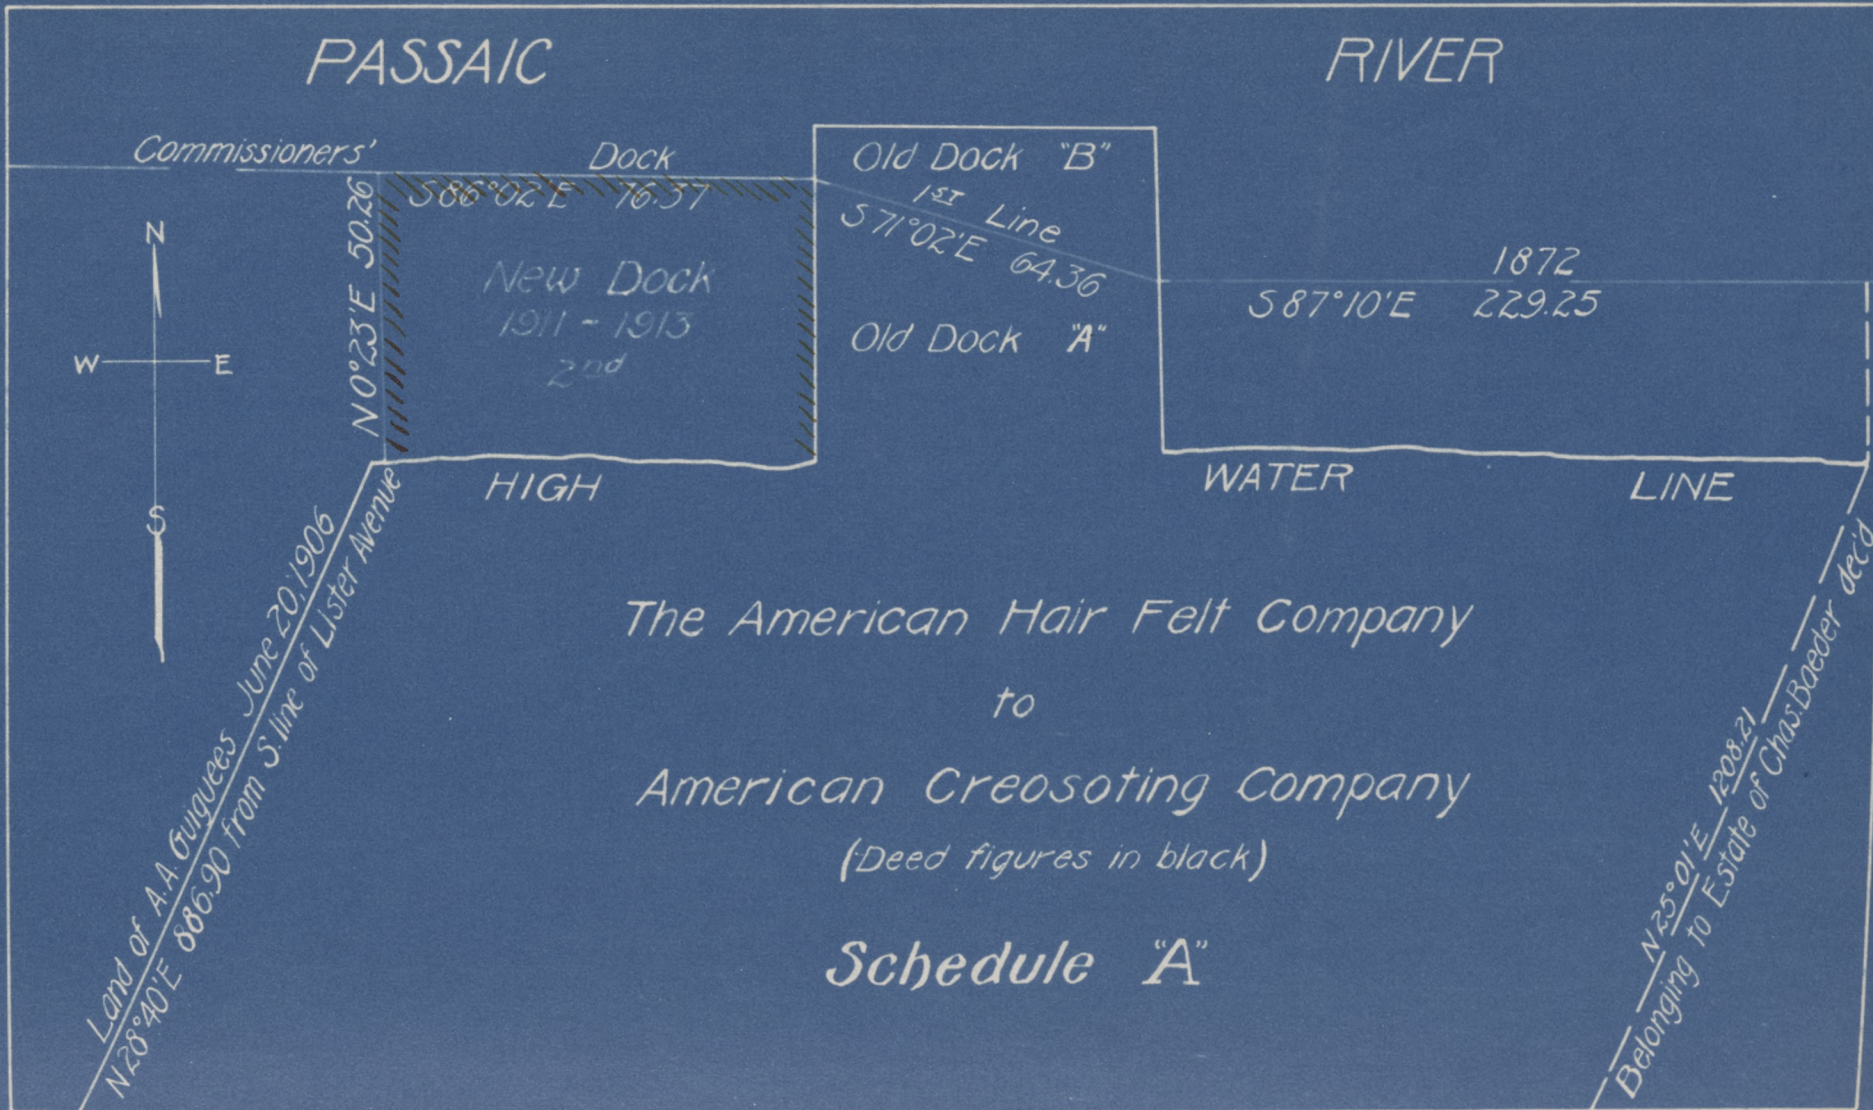 PASSAIC RIVER
Commissioners' Dock
Old Dock "B"
1ST Line
S 86°02'E 76.37
S 71°02'E 64.36
N 0°23'E 50.26
N
W E
S
New Dock
1911 - 1913
2nd
Old Dock "A"
1872
S 87°10'E 229.25
HIGH WATER LINE
Land of A.A. Guigues June 20, 1906
N 28°40'E 886.90 from S. line of Lister Avenue
The American Hair Felt Company
to
American Creosoting Company
(Deed figures in black)
Schedule "A"
N 25°01'E 1208.21
Belonging to Estate of Chas. Baeder dec'd